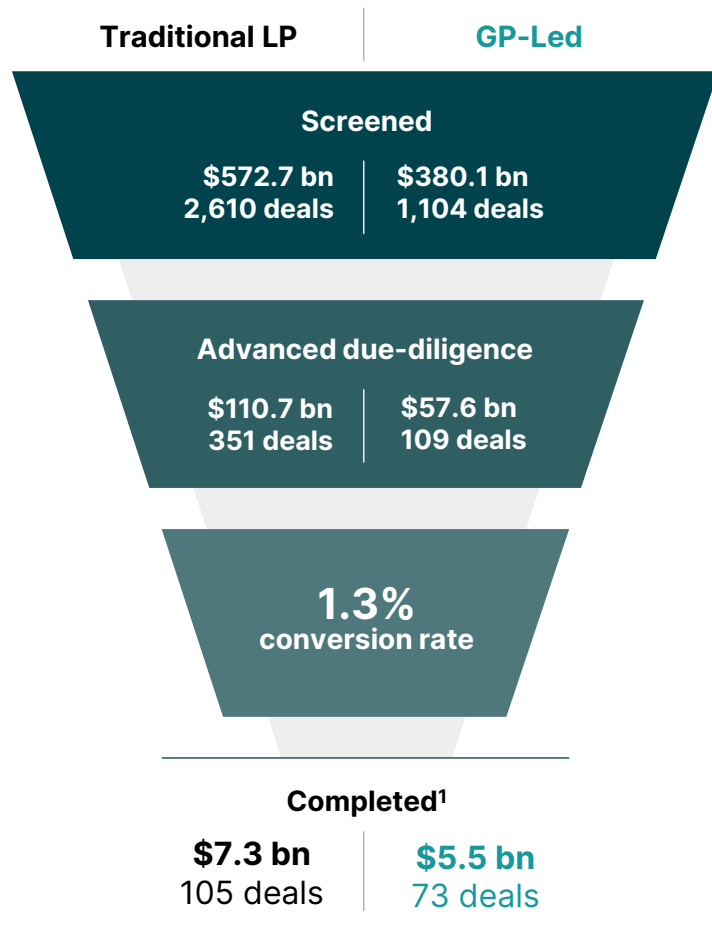 Traditional LP
GP-Led
Screened
$572.7 bn
2,610 deals
$380.1 bn
1,104 deals
Advanced due-diligence
$110.7 bn
351 deals
$57.6 bn
109 deals
1.3%
conversion rate
Completed¹
$7.3 bn
105 deals
$5.5 bn
73 deals